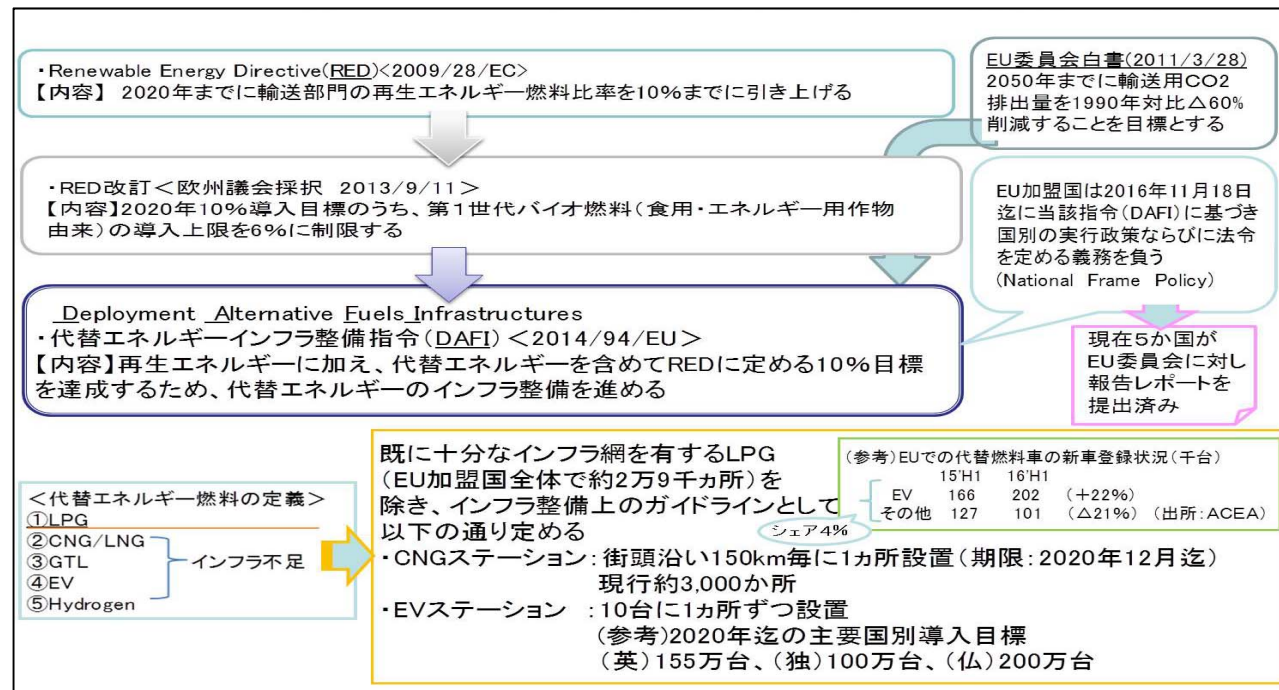 ・Renewable Energy Directive(RED)<2009/28/EC>
【内容】 2020年までに輸送部門の再生エネルギー燃料比率を10%までに引き上げる
EU委員会白書(2011/3/28)
2050年までに輸送用CO2
排出量を1990年対比△60%
削減することを目標とする
・RED改訂＜欧州議会採択 2013/9/11＞
【内容】2020年10%導入目標のうち、第1世代バイオ燃料(食用・エネルギー用作物
由来)の導入上限を6%に制限する
EU加盟国は2016年11月18日
迄に当該指令(DAFI)に基づき
国別の実行政策ならびに法令
を定める義務を負う
(National Frame Policy)
Deployment Alternative Fuels Infrastructures
・代替エネルギーインフラ整備指令(DAFI) ＜2014/94/EU＞
【内容】再生エネルギーに加え、代替エネルギーを含めてREDに定める10%目標
を達成するため、代替エネルギーのインフラ整備を進める
現在5か国が
EU委員会に対し
報告レポートを
提出済み
＜代替エネルギー燃料の定義＞
①LPG
②CNG/LNG
③GTL
④EV
⑤Hydrogen
インフラ不足
既に十分なインフラ網を有するLPG
(EU加盟国全体で約2万9千ヵ所)を
除き、インフラ整備上のガイドラインとして
以下の通り定める
・CNGステーション：街頭沿い150km毎に1ヵ所設置(期限：2020年12月迄)
現行約3,000か所
・EVステーション ：10台に1ヵ所ずつ設置
(参考)2020年迄の主要国別導入目標
(英)155万台、(独)100万台、(仏)200万台
(参考)EUでの代替燃料車の新車登録状況(千台)
15'H1 16'H1
EV 166 202 (+22%)
その他 127 101 (△21%) (出所：ACEA)
シェア4%